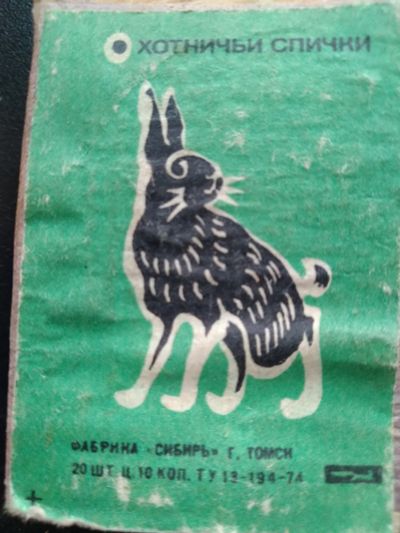 ОХОТНИЧЬИ СПИЧКИ
ФАБРИКА «СИБИРЬ» Г. ТОМСК
20 ШТ. Ц. 10 КОП. ТУ 13-194-74